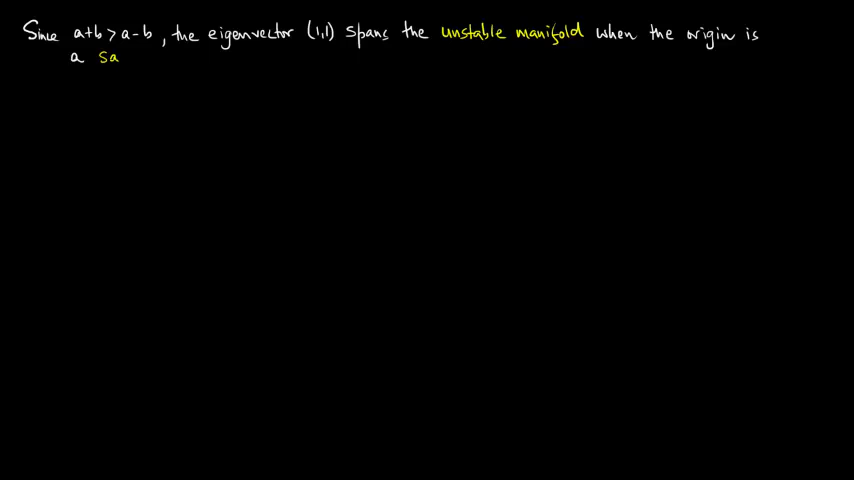 Since a+b > a-b, the eigenvector (1,1) spans the unstable manifold when the origin is
a sa